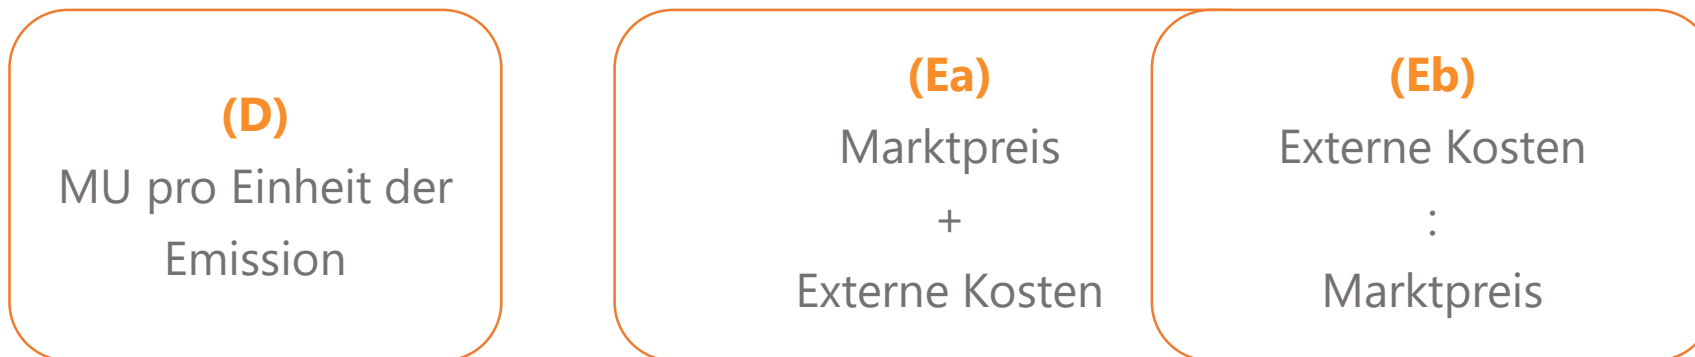 (D)
MU pro Einheit der
Emission
(Ea)
Marktpreis
+
Externe Kosten
(Eb)
Externe Kosten
:
Marktpreis